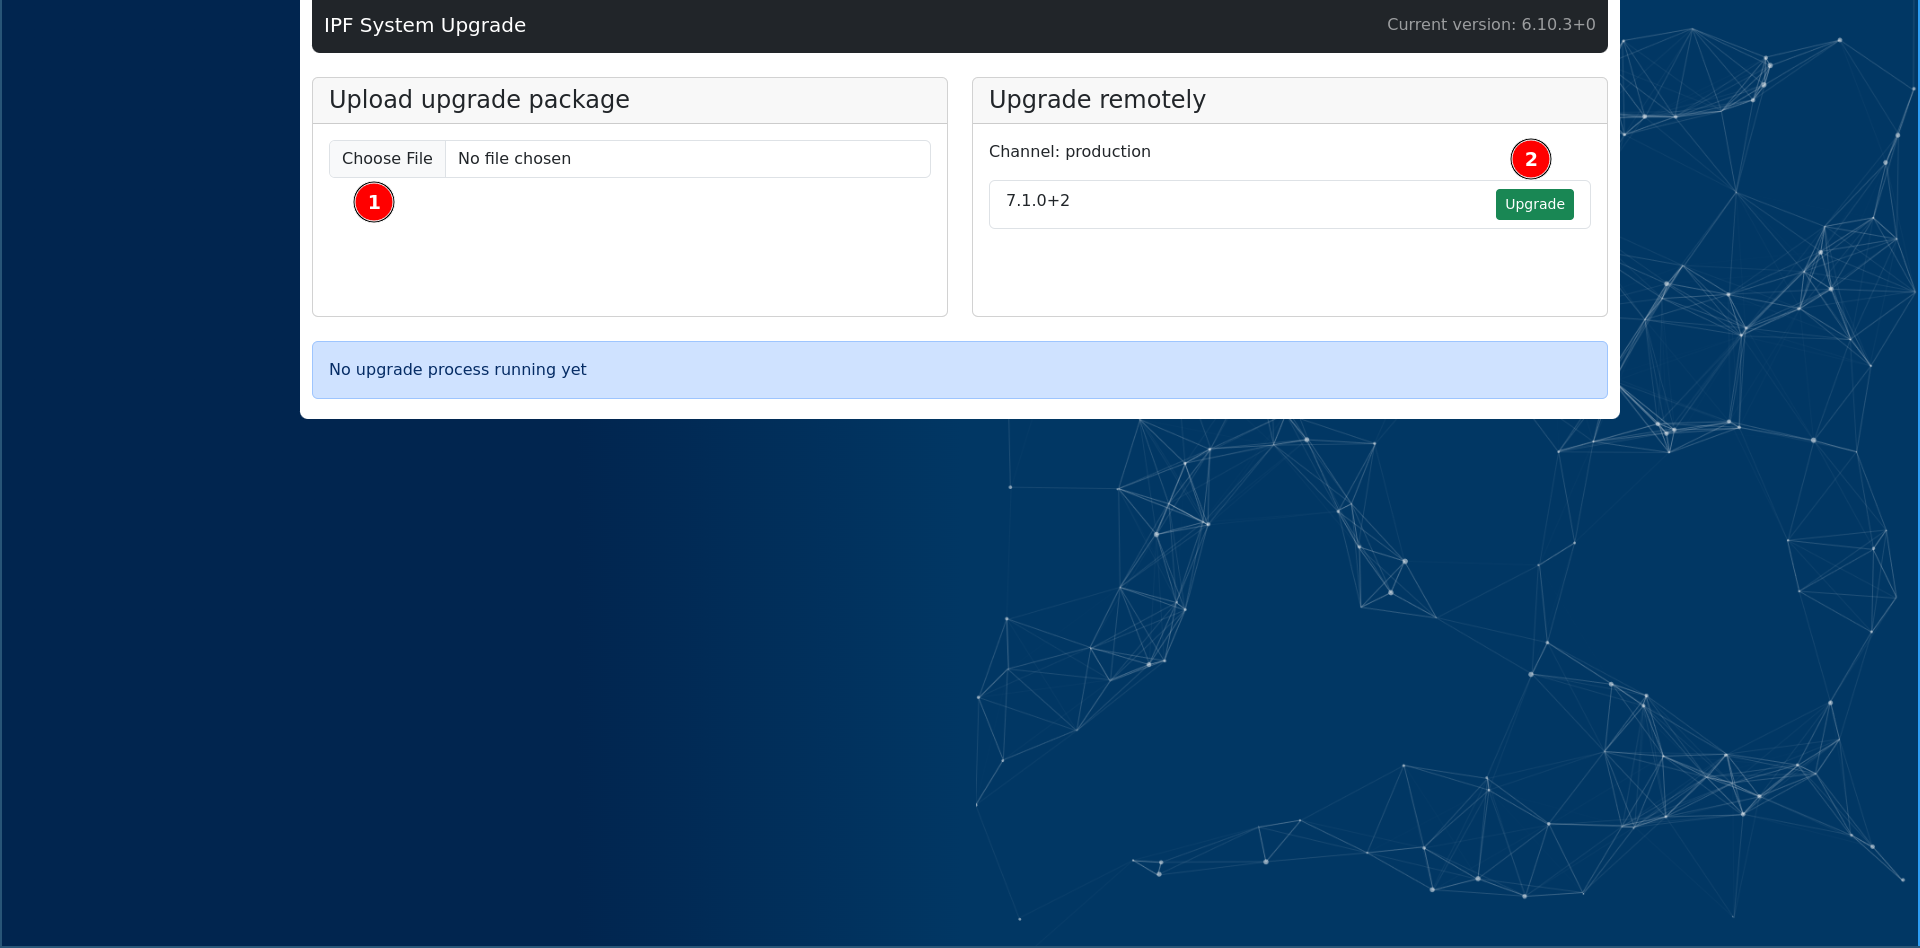 IPF System Upgrade
Current version: 6.10.3+0
Upload upgrade package
Choose File
No file chosen
1
Upgrade remotely
Channel: production
2
7.1.0+2
Upgrade
No upgrade process running yet